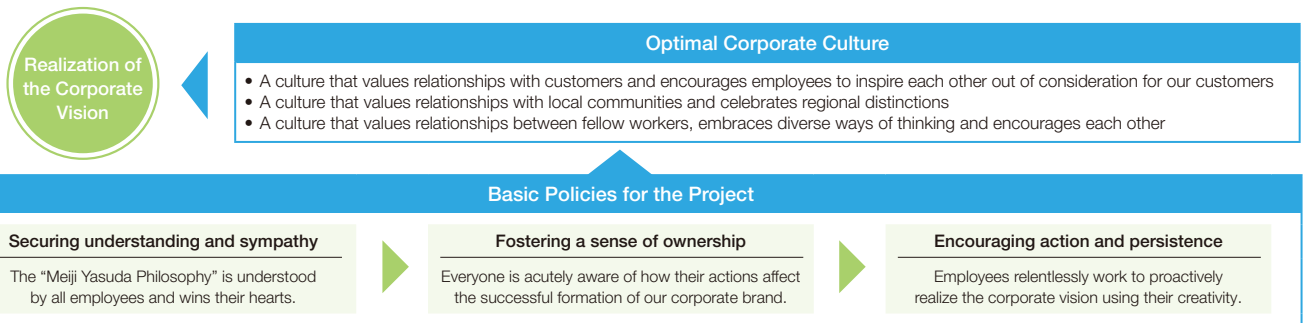 Realization of
the Corporate
Vision
Optimal Corporate Culture
• A culture that values relationships with customers and encourages employees to inspire each other out of consideration for our customers
• A culture that values relationships with local communities and celebrates regional distinctions
• A culture that values relationships between fellow workers, embraces diverse ways of thinking and encourages each other
Basic Policies for the Project
Securing understanding and sympathy
The “Meiji Yasuda Philosophy” is understood
by all employees and wins their hearts.
Fostering a sense of ownership
Everyone is acutely aware of how their actions affect
the successful formation of our corporate brand.
Encouraging action and persistence
Employees relentlessly work to proactively
realize the corporate vision using their creativity.